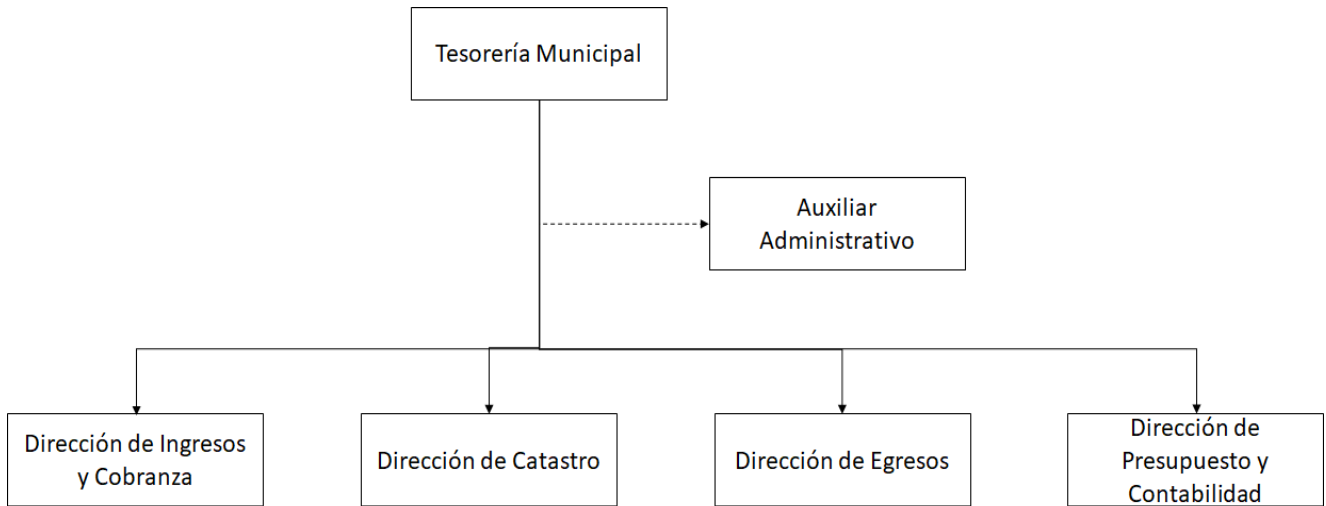 Tesorería Municipal
Auxiliar
Administrativo
Dirección de Ingresos
y Cobranza
Dirección de Catastro
Dirección de Egresos
Dirección de
Presupuesto y
Contabilidad